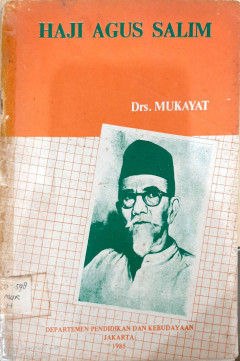 HAJI AGUS SALIM
Drs. MUKAYAT
DEPARTEMEN PENDIDIKAN DAN KEBUDAYAAN
JAKARTA
1985